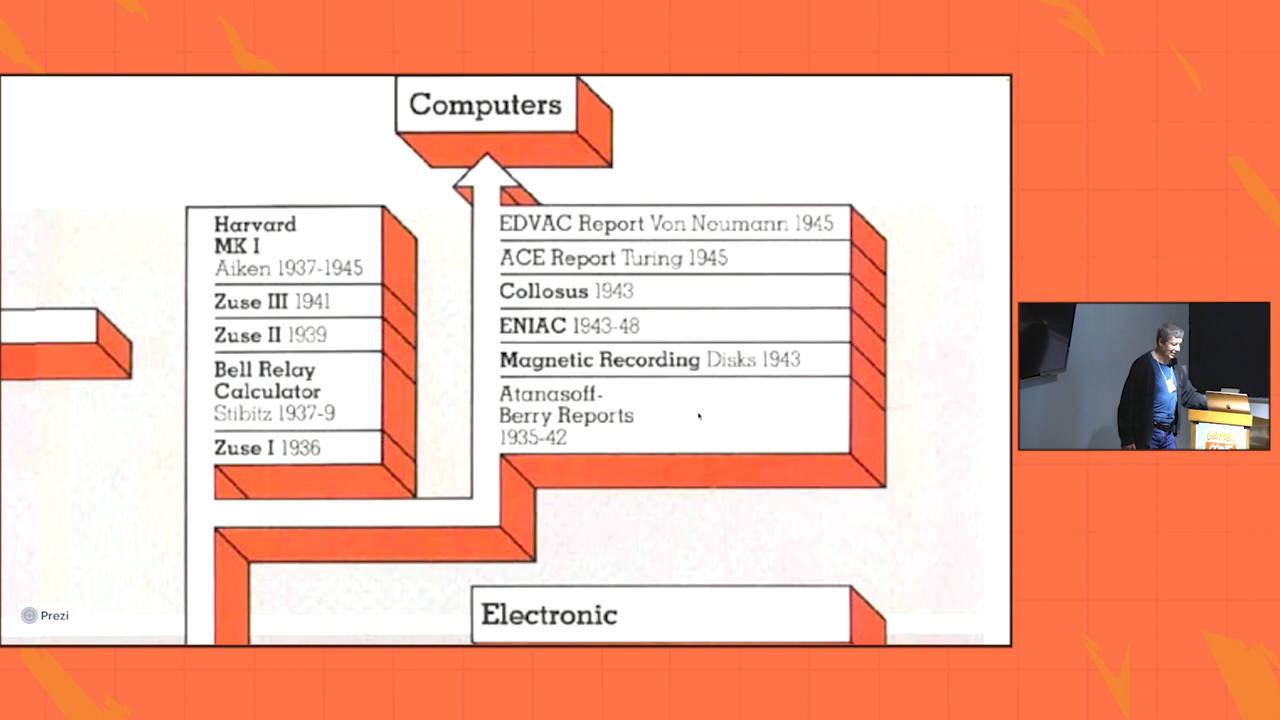 Computers
Harvard
MK I
Aiken 1937-1945
Zuse III 1941
Zuse II 1939
Bell Relay
Calculator
Stibitz 1937-9
Zuse I 1936
EDVAC Report Von Neumann 1945
ACE Report Turing 1945
Collosus 1943
ENIAC 1943-48
Magnetic Recording Disks 1943
Atanasoff-
Berry Reports
1935-42
Electronic
Prezi